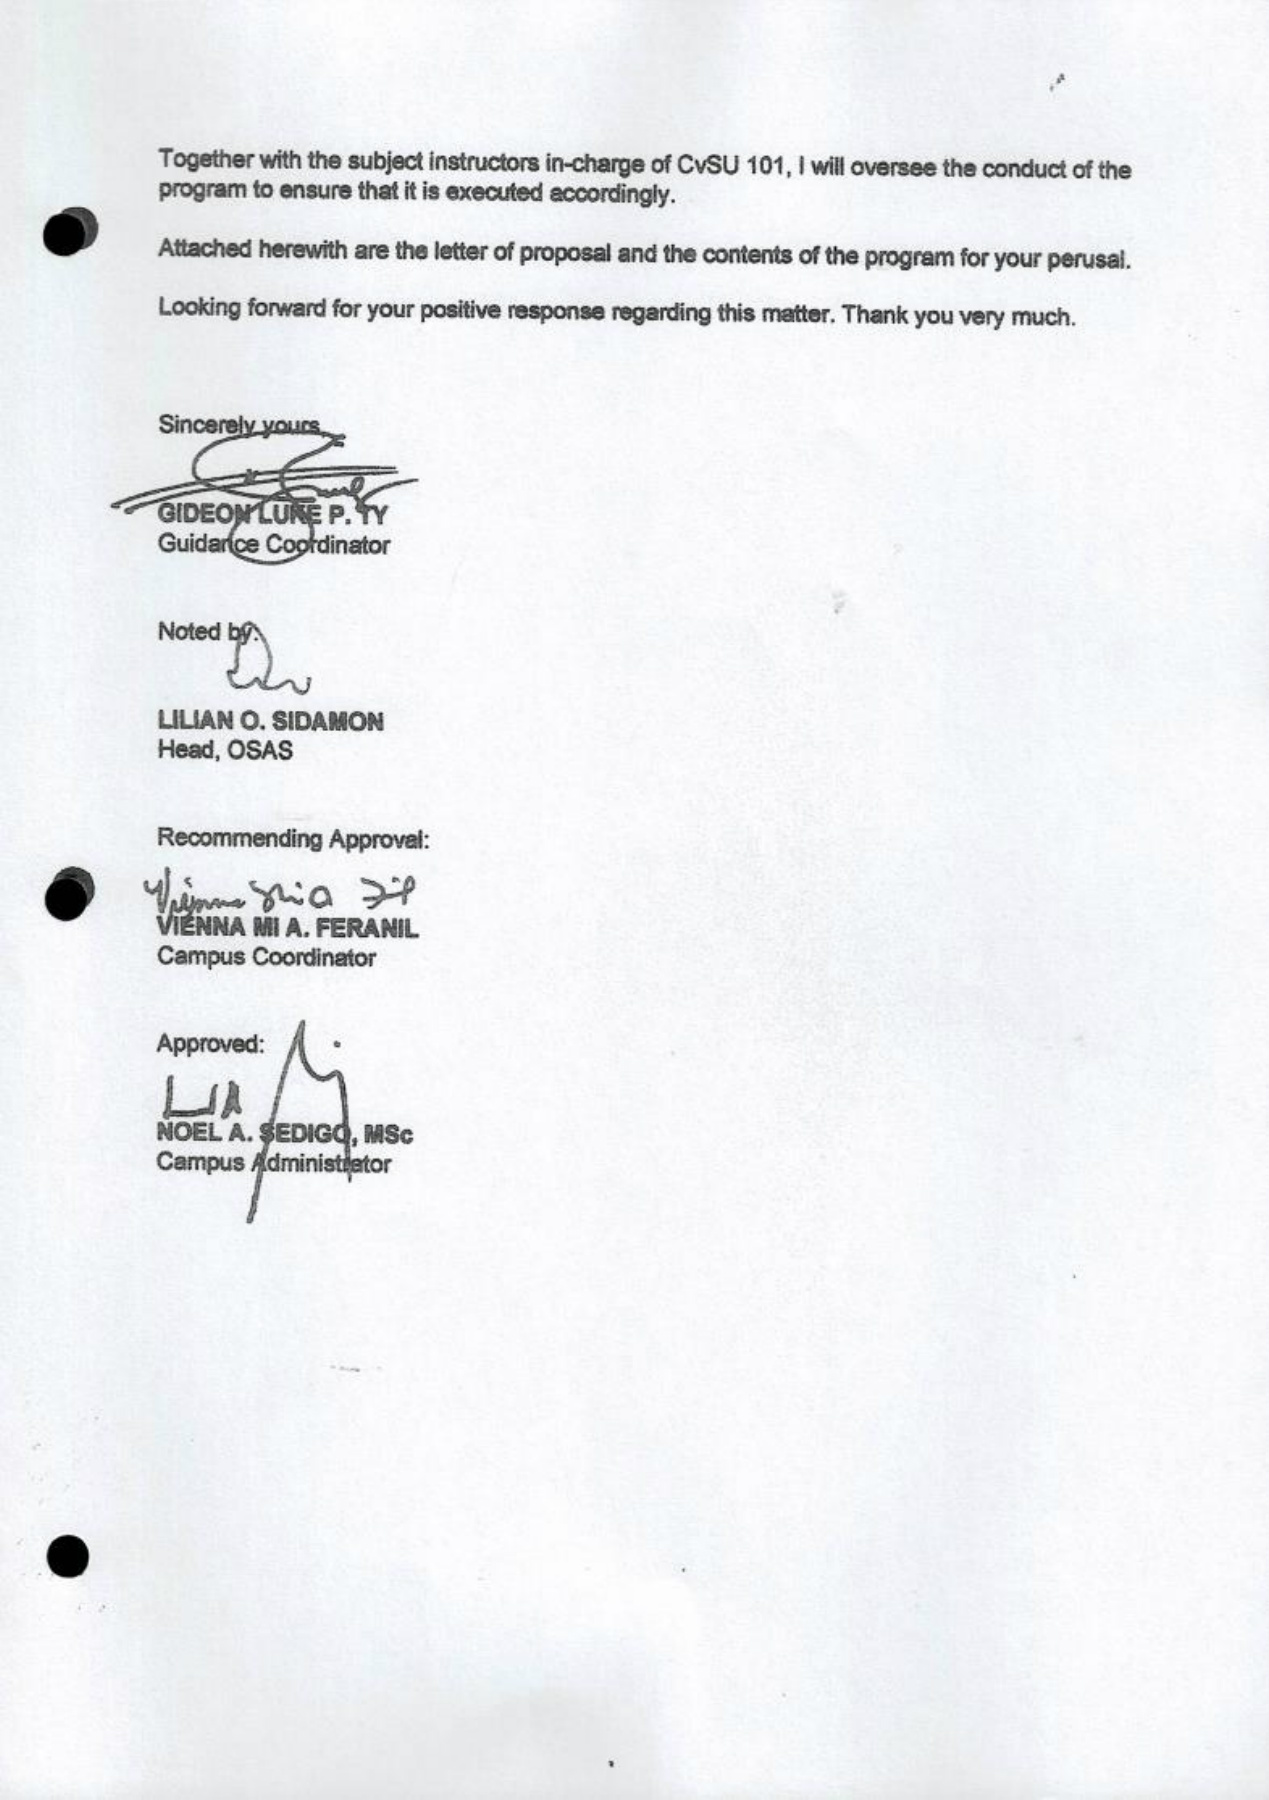 Together with the subject instructors in-charge of CvSU 101, I will oversee the conduct of the
program to ensure that it is executed accordingly.
Attached herewith are the letter of proposal and the contents of the program for your perusal.
Looking forward for your positive response regarding this matter. Thank you very much.
Sincerely yours,
GIDEON LUKE P. TY
Guidance Coordinator
Noted by:
LILIAN O. SIDAMON
Head, OSAS
Recommending Approval:
VIENNA MI A. FERANIL
Campus Coordinator
Approved:
NOEL A. SEDIGO, MSc
Campus Administrator